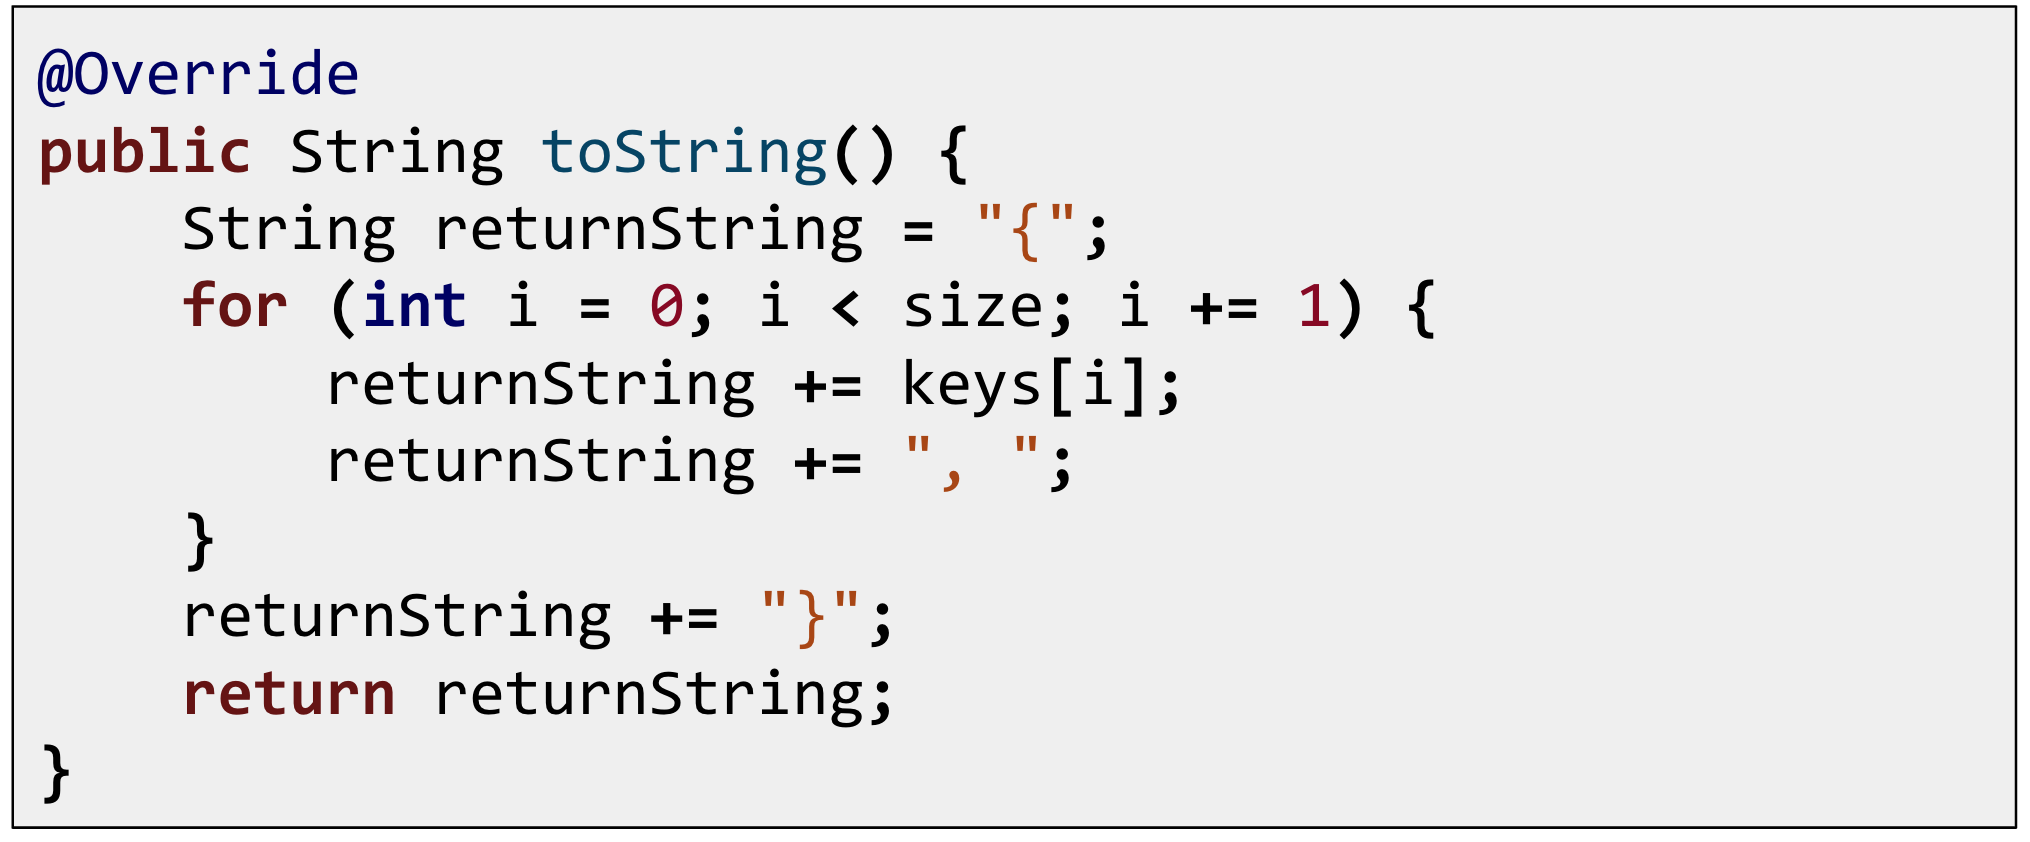 @Override
public String toString() {
    String returnString = "{";
    for (int i = 0; i < size; i += 1) {
        returnString += keys[i];
        returnString += ", ";
    }
    returnString += "}";
    return returnString;
}